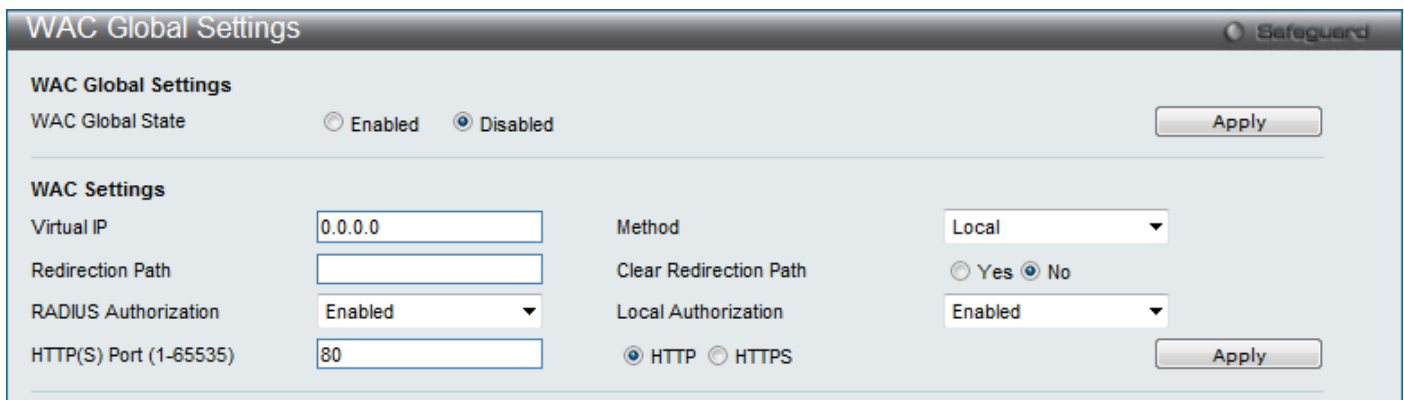 WAC Global Settings
Safeguard
WAC Global Settings
WAC Global State Enabled Disabled Apply
WAC Settings
Virtual IP 0.0.0.0 Method Local
Redirection Path Clear Redirection Path Yes No
RADIUS Authorization Enabled Local Authorization Enabled
HTTP(S) Port (1-65535) 80 HTTP HTTPS Apply